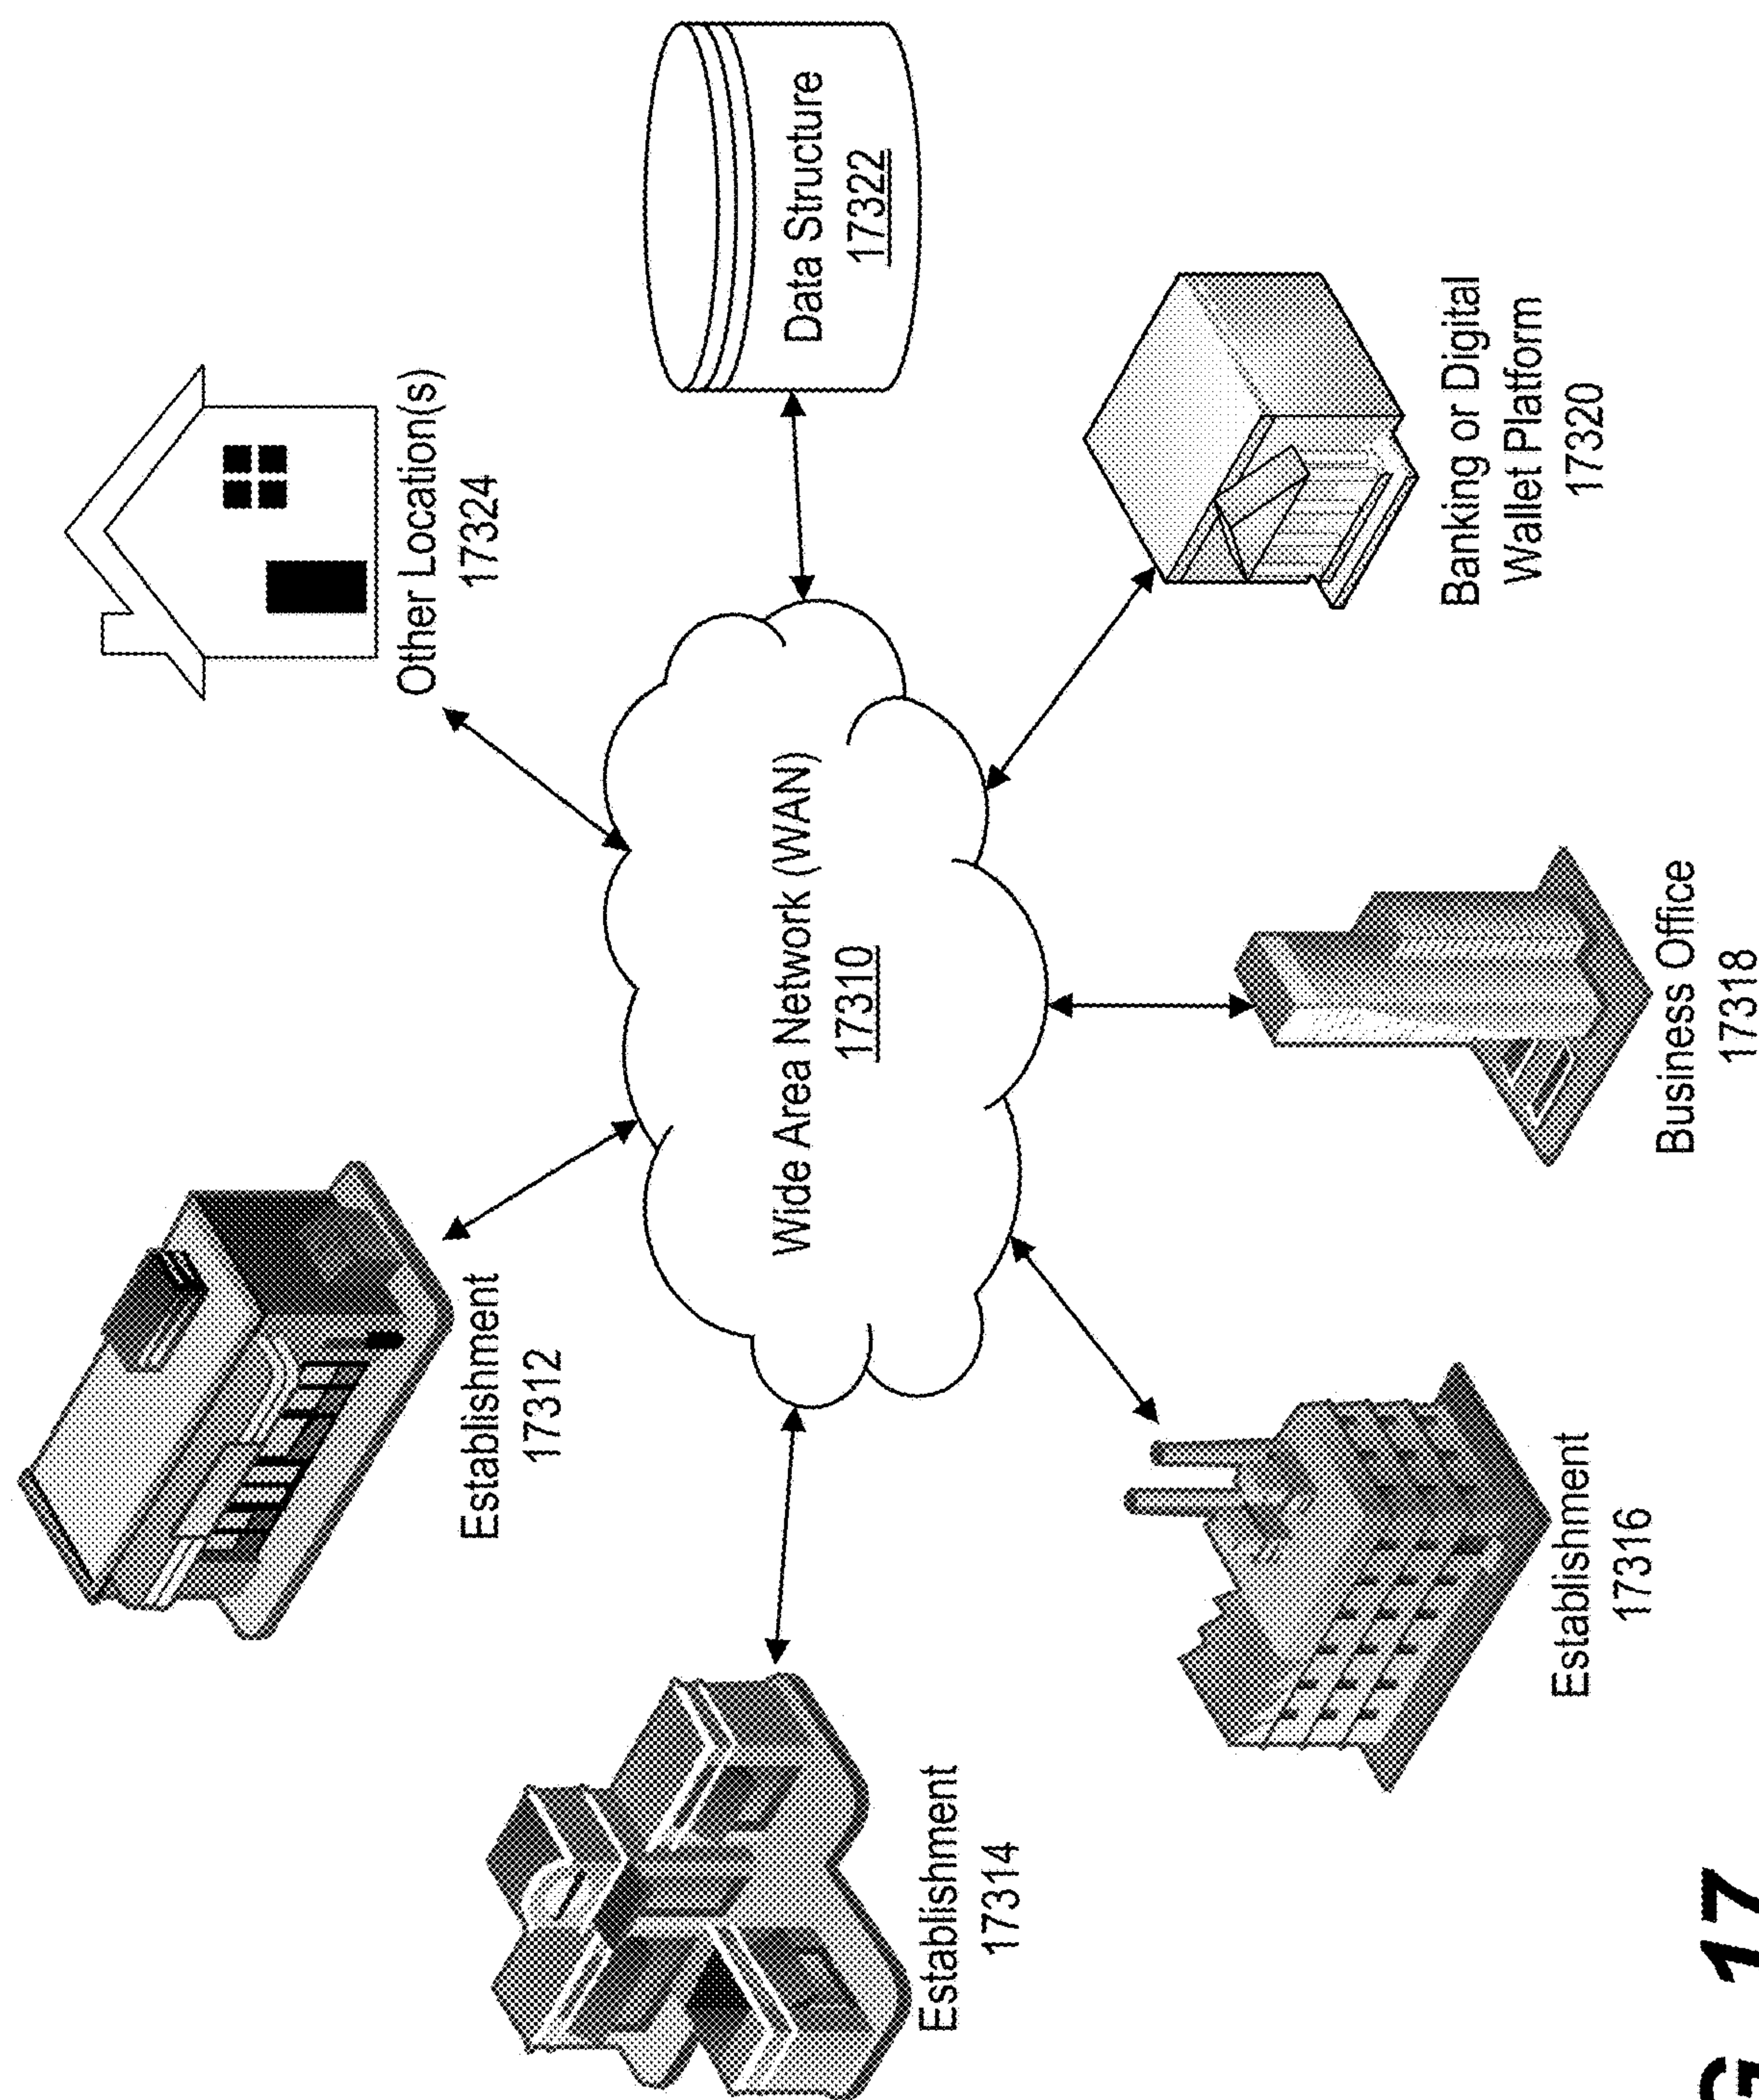 Other Location(s)
17324
Establishment
17312
Wide Area Network (WAN)
17310
Data Structure
17322
Establishment
17314
Banking or Digital
Wallet Platform
17320
Establishment
17316
Business Office
17318
G 17